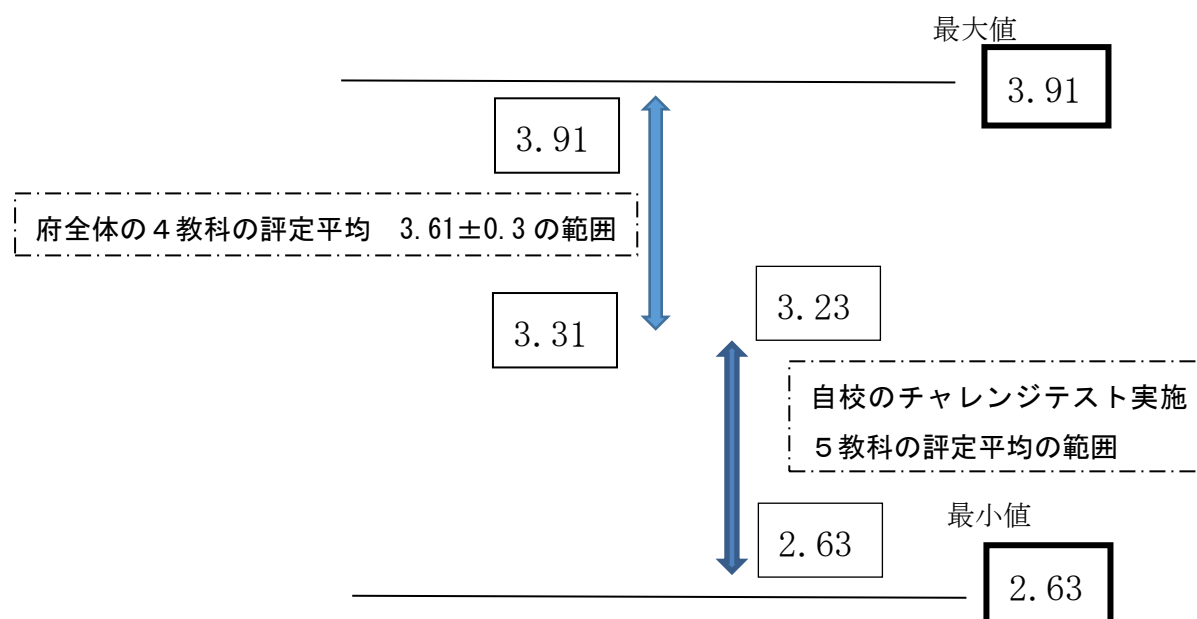 最大値
3.91
3.91
府全体の４教科の評定平均　3.61±0.3の範囲
3.23
3.31
自校のチャレンジテスト実施
５教科の評定平均の範囲
最小値
2.63
2.63